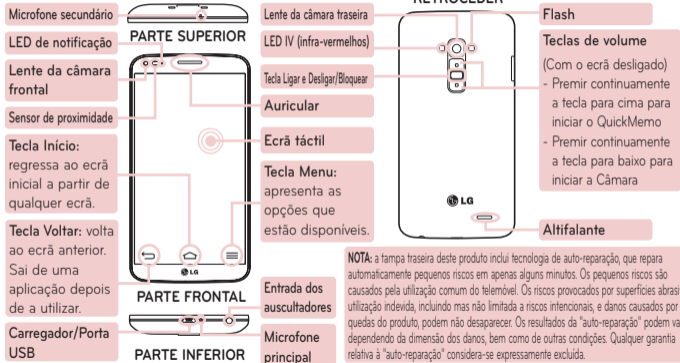 Microfone secundário
LED de notificação
Lente da câmara
frontal
Sensor de proximidade
Tecla Início:
regressa ao ecrã
inicial a partir de
qualquer ecrã.
Tecla Voltar: volta
ao ecrã anterior.
Sai de uma
aplicação depois
de a utilizar.
Carregador/Porta
USB
PARTE SUPERIOR
LG
PARTE FRONTAL
PARTE INFERIOR
Lente da câmara traseira
LED IV (infra-vermelhos)
Tecla Ligar e Desligar/Bloquear
Auricular
Ecrã táctil
Tecla Menu:
apresenta as
opções que
estão disponíveis.
Entrada dos
auscultadores
Microfone
principal
RETROCEDER
LG
Flash
Teclas de volume
(Com o ecrã desligado)
- Premir continuamente
a tecla para cima para
iniciar o QuickMemo
- Premir continuamente
a tecla para baixo para
iniciar a Câmara
Altifalante
NOTA: a tampa traseira deste produto inclui tecnologia de auto-reparação, que repara
automaticamente pequenos riscos em apenas alguns minutos. Os pequenos riscos são
causados pela utilização comum do telemóvel. Os riscos provocados por superfícies
utilização indevida, incluindo mas não limitada a riscos intencionais, e danos causados por
quedas do produto, podem não desaparecer. Os resultados da "auto-reparação" podem
dependendo da dimensão dos danos, bem como de outras condições. Qualquer garantia
relativa à "auto-reparação" considera-se expressamente excluída.